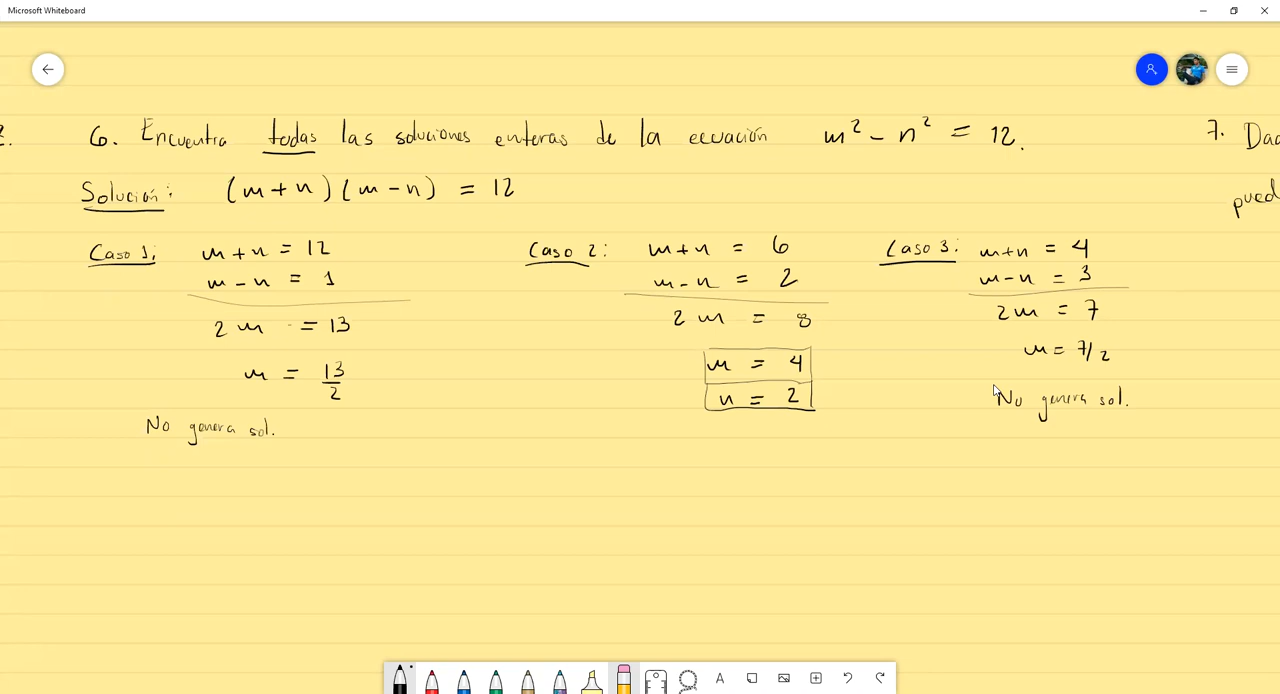 Microsoft Whiteboard
2.
6. Encuentra todas las soluciones enteras de la ecuación m² - n² = 12.
Solución: (m + n)(m - n) = 12
Caso 1:
m + n = 12
m - n = 1
2m = 13
m = 13/2
No genera sol.
Caso 2:
m + n = 6
m - n = 2
2m = 8
m = 4
n = 2
Caso 3:
m + n = 4
m - n = 3
2m = 7
m = 7/2
No genera sol.
7. Dad
pued
A